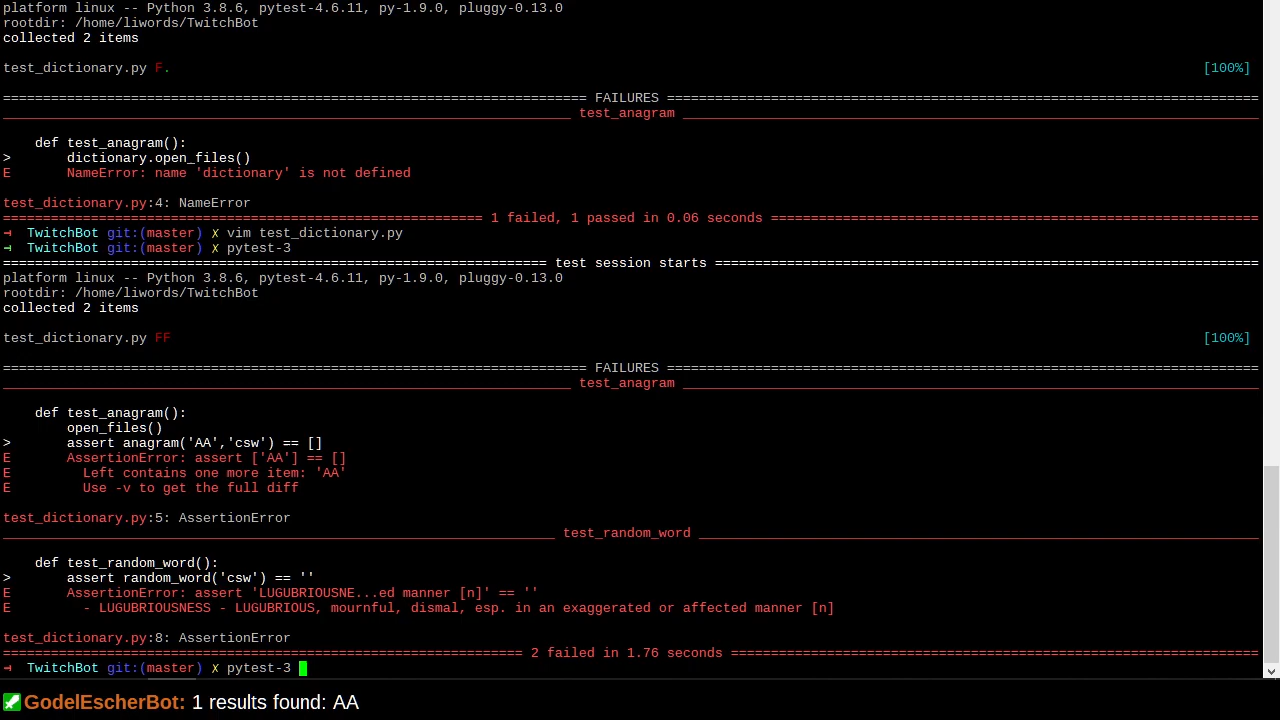 platform linux -- Python 3.8.6, pytest-4.6.11, py-1.9.0, pluggy-0.13.0
rootdir: /home/liwords/TwitchBot
collected 2 items
test_dictionary.py F. [100%]
========================================================================= FAILURES ==========================================================================
_______________________________________________________________________ test_anagram ________________________________________________________________________
    def test_anagram():
>       dictionary.open_files()
E       NameError: name 'dictionary' is not defined
test_dictionary.py:4: NameError
============================================================ 1 failed, 1 passed in 0.06 seconds =============================================================
⊣  TwitchBot git:(master) ✗ vim test_dictionary.py
⊣  TwitchBot git:(master) ✗ pytest-3
==================================================================== test session starts ====================================================================
platform linux -- Python 3.8.6, pytest-4.6.11, py-1.9.0, pluggy-0.13.0
rootdir: /home/liwords/TwitchBot
collected 2 items
test_dictionary.py FF [100%]
========================================================================= FAILURES ==========================================================================
_______________________________________________________________________ test_anagram ________________________________________________________________________
    def test_anagram():
        open_files()
>       assert anagram('AA','csw') == []
E       AssertionError: assert ['AA'] == []
E         Left contains one more item: 'AA'
E         Use -v to get the full diff
test_dictionary.py:5: AssertionError
_____________________________________________________________________ test_random_word ______________________________________________________________________
    def test_random_word():
>       assert random_word('csw') == ''
E       AssertionError: assert 'LUGUBRIOUSNE...ed manner [n]' == ''
E         - LUGUBRIOUSNESS - LUGUBRIOUS, mournful, dismal, esp. in an exaggerated or affected manner [n]
test_dictionary.py:8: AssertionError
================================================================= 2 failed in 1.76 seconds ==================================================================
⊣  TwitchBot git:(master) ✗ pytest-3
GodelEscherBot: 1 results found: AA